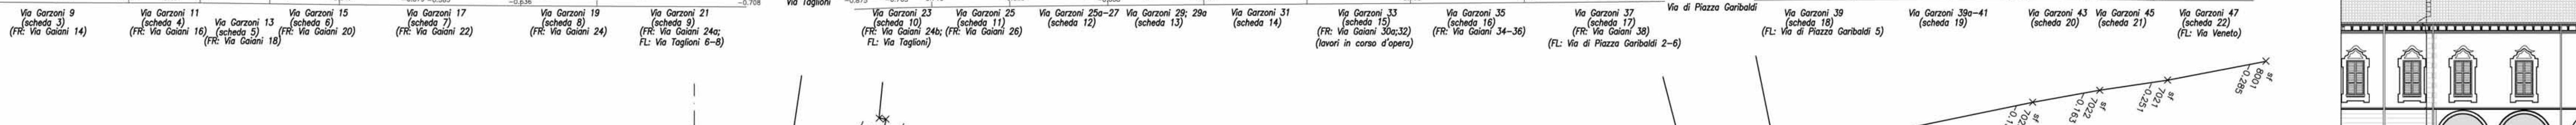 -0.708
-0.636
Via Taglioni
Via di Piazza Garibaldi
Via Garzoni 9
(scheda 3)
(FR: Via Gaiani 14)
Via Garzoni 11
(scheda 4)
(FR: Via Gaiani 16)
Via Garzoni 13
(scheda 5)
(FR: Via Gaiani 18)
Via Garzoni 15
(scheda 6)
(FR: Via Gaiani 20)
Via Garzoni 17
(scheda 7)
(FR: Via Gaiani 22)
Via Garzoni 19
(scheda 8)
(FR: Via Gaiani 24)
Via Garzoni 21
(scheda 9)
(FR: Via Gaiani 24a;
FL: Via Taglioni 6-8)
Via Garzoni 23
(scheda 10)
(FR: Via Gaiani 24b;
FL: Via Taglioni)
Via Garzoni 25
(scheda 11)
(FR: Via Gaiani 26)
Via Garzoni 25a-27
(scheda 12)
Via Garzoni 29; 29a
(scheda 13)
Via Garzoni 31
(scheda 14)
Via Garzoni 33
(scheda 15)
(FR: Via Gaiani 30a;32)
(lavori in corso d'opera)
Via Garzoni 35
(scheda 16)
(FR: Via Gaiani 34-36)
Via Garzoni 37
(scheda 17)
(FR: Via Gaiani 38)
(FL: Via di Piazza Garibaldi 2-6)
Via Garzoni 39
(scheda 18)
(FL: Via di Piazza Garibaldi 5)
Via Garzoni 39a-41
(scheda 19)
Via Garzoni 43
(scheda 20)
Via Garzoni 45
(scheda 21)
Via Garzoni 47
(scheda 22)
(FL: Via Veneto)
sf
8001
-0.285
sf
7021
-0.251
sf
7022
-0.163
sf